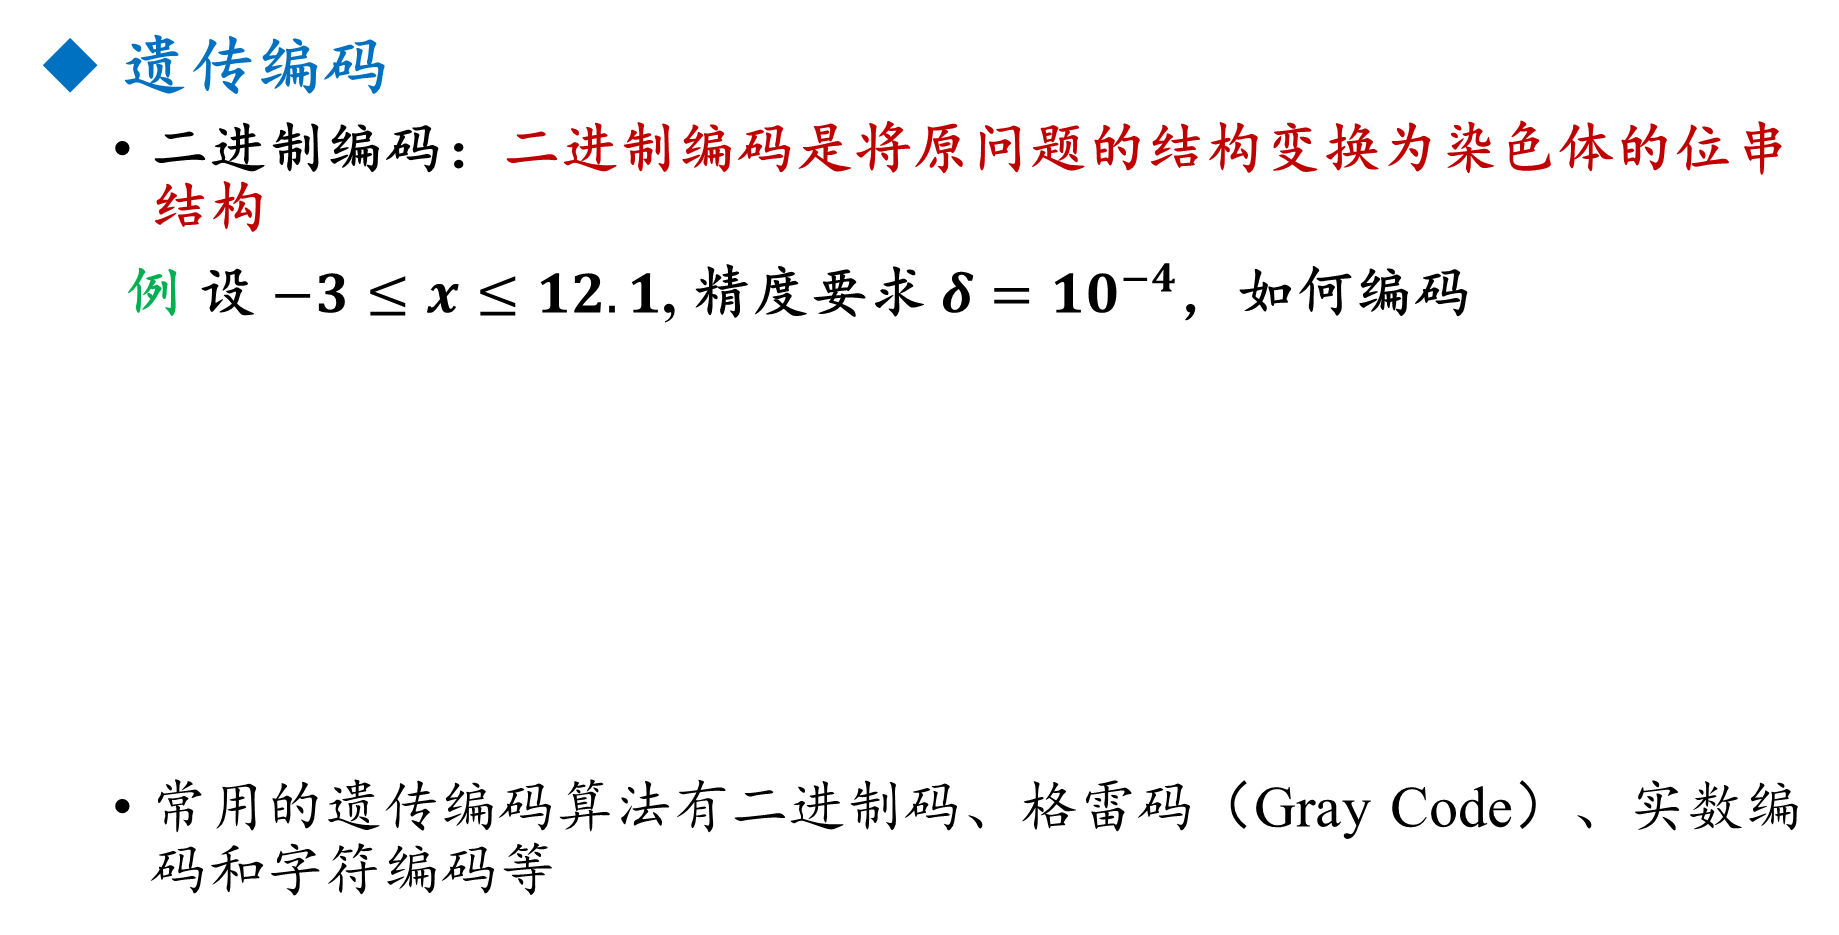 ◆ 遗传编码
• 二进制编码：二进制编码是将原问题的结构变换为染色体的位串
结构
例 设 −3 ≤ x ≤ 12.1, 精度要求 δ = 10⁻⁴，如何编码
• 常用的遗传编码算法有二进制码、格雷码（Gray Code）、实数编
码和字符编码等